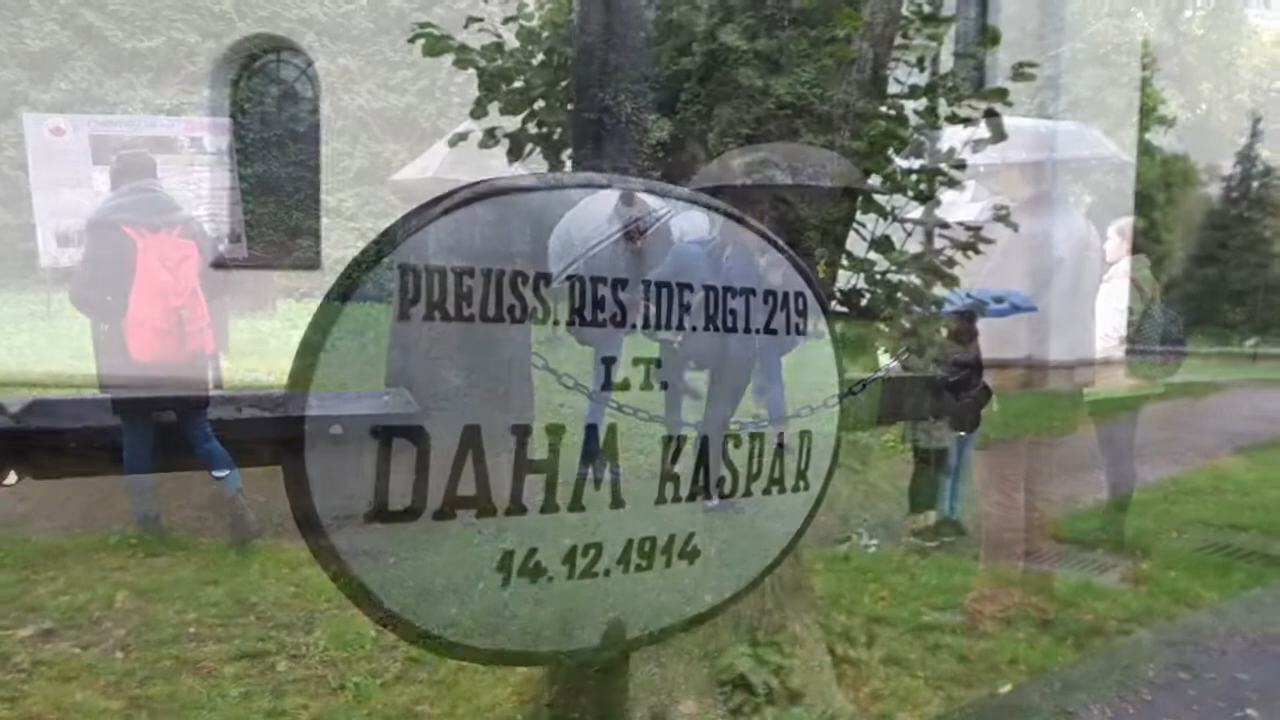 PREUSS. RES. INF. RGT. 219
LT.
DAHM KASPAR
14.12.1914